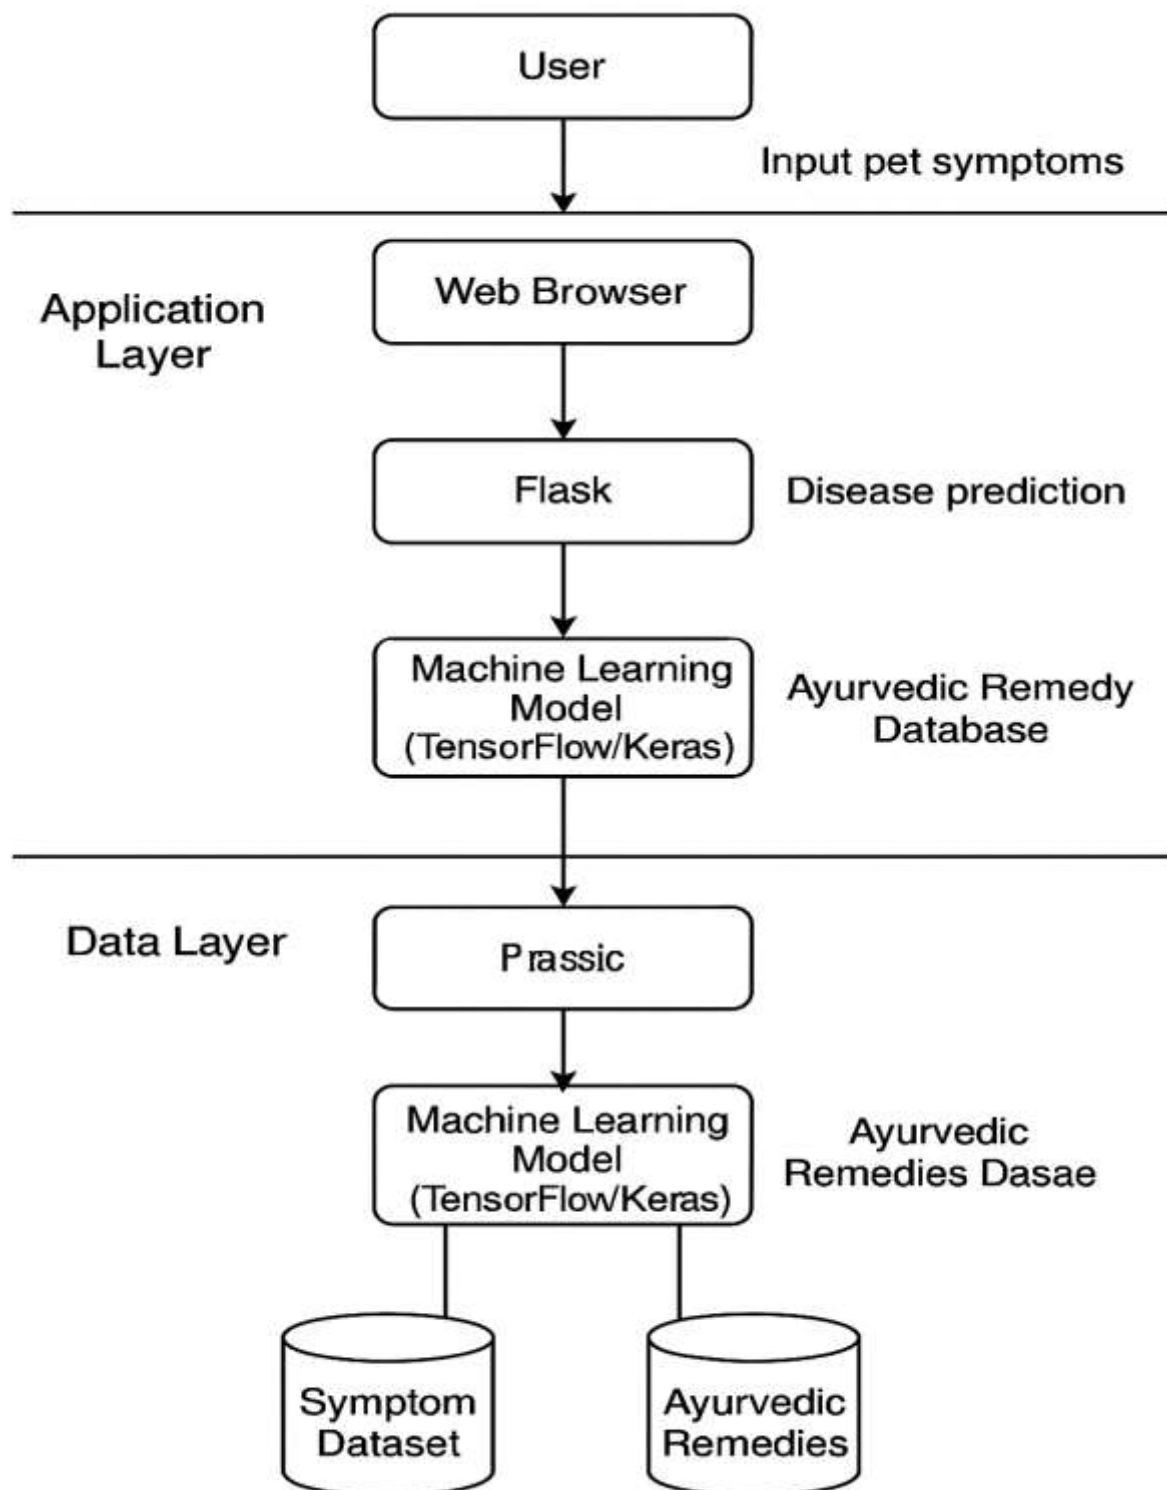 User
Input pet symptoms
Application
Layer
Web Browser
Flask
Disease prediction
Machine Learning
Model
(TensorFlow/Keras)
Ayurvedic Remedy
Database
Data Layer
Prassic
Machine Learning
Model
(TensorFlow/Keras)
Ayurvedic
Remedies Dasae
Symptom
Dataset
Ayurvedic
Remedies